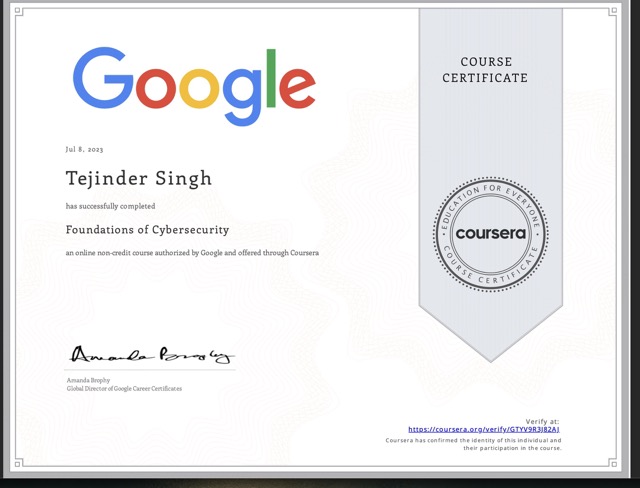 Google
COURSE
CERTIFICATE
Jul 8, 2023
Tejinder Singh
has successfully completed
Foundations of Cybersecurity
an online non-credit course authorized by Google and offered through Coursera
EDUCATION FOR EVERYONE
coursera
COURSE CERTIFICATE
Amanda Brophy
Amanda Brophy
Global Director of Google Career Certificates
Verify at:
https://coursera.org/verify/GTYV9R3J82AJ
Coursera has confirmed the identity of this individual and
their participation in the course.